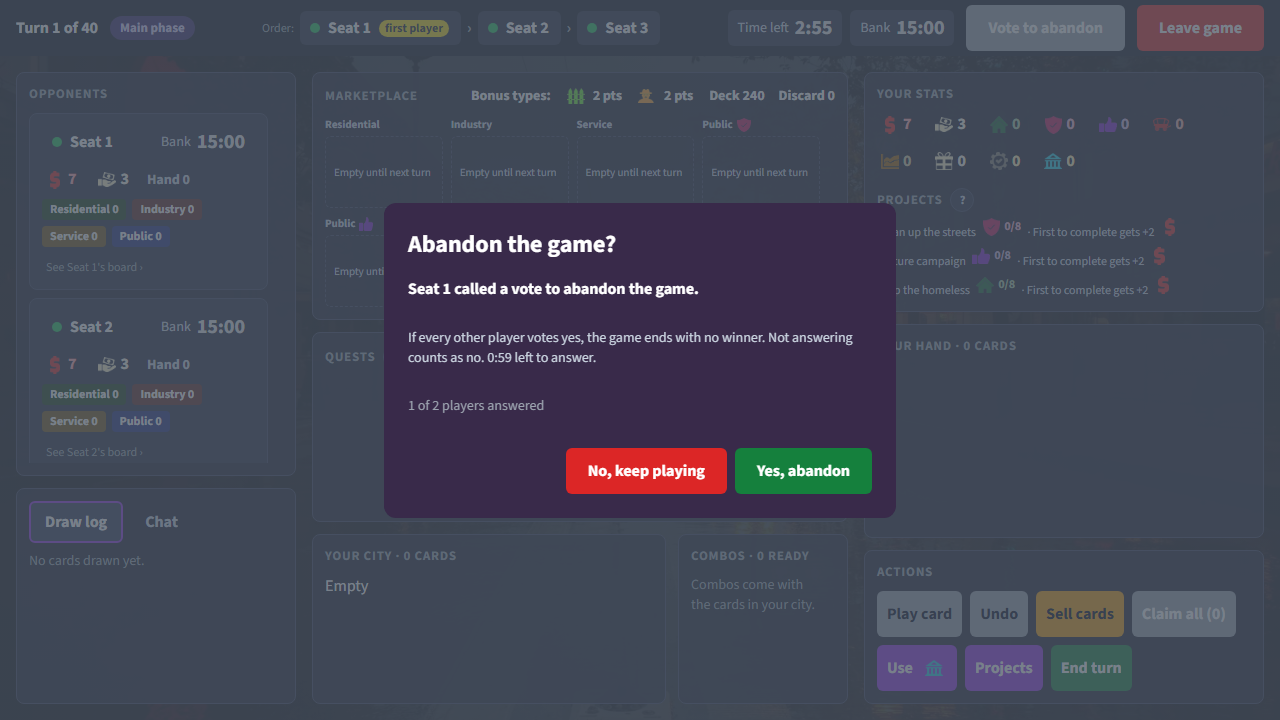 Turn 1 of 40 Main phase Order: Seat 1 first player › Seat 2 › Seat 3 Time left 2:55 Bank 15:00 Vote to abandon Leave game
OPPONENTS
Seat 1 Bank 15:00
7 3 Hand 0
Residential 0 Industry 0
Service 0 Public 0
See Seat 1's board ›
Seat 2 Bank 15:00
7 3 Hand 0
Residential 0 Industry 0
Service 0 Public 0
See Seat 2's board ›
Draw log Chat
No cards drawn yet.
MARKETPLACE Bonus types: 2 pts 2 pts Deck 240 Discard 0
Residential Industry Service Public
Empty until next turn Empty until next turn Empty until next turn Empty until next turn
Public
Empty unti
QUESTS
Abandon the game?
Seat 1 called a vote to abandon the game.
If every other player votes yes, the game ends with no winner. Not answering
counts as no. 0:59 left to answer.
1 of 2 players answered
No, keep playing Yes, abandon
YOUR CITY · 0 CARDS
Empty
COMBOS · 0 READY
Combos come with
the cards in your city.
YOUR STATS
$ 7 3 0 0 0 0
0 0 0 0
PROJECTS ?
an up the streets 0/8 · First to complete gets +2 $
ture campaign 0/8 · First to complete gets +2 $
the homeless 0/8 · First to complete gets +2 $
UR HAND · 0 CARDS
ACTIONS
Play card Undo Sell cards Claim all (0)
Use Projects End turn